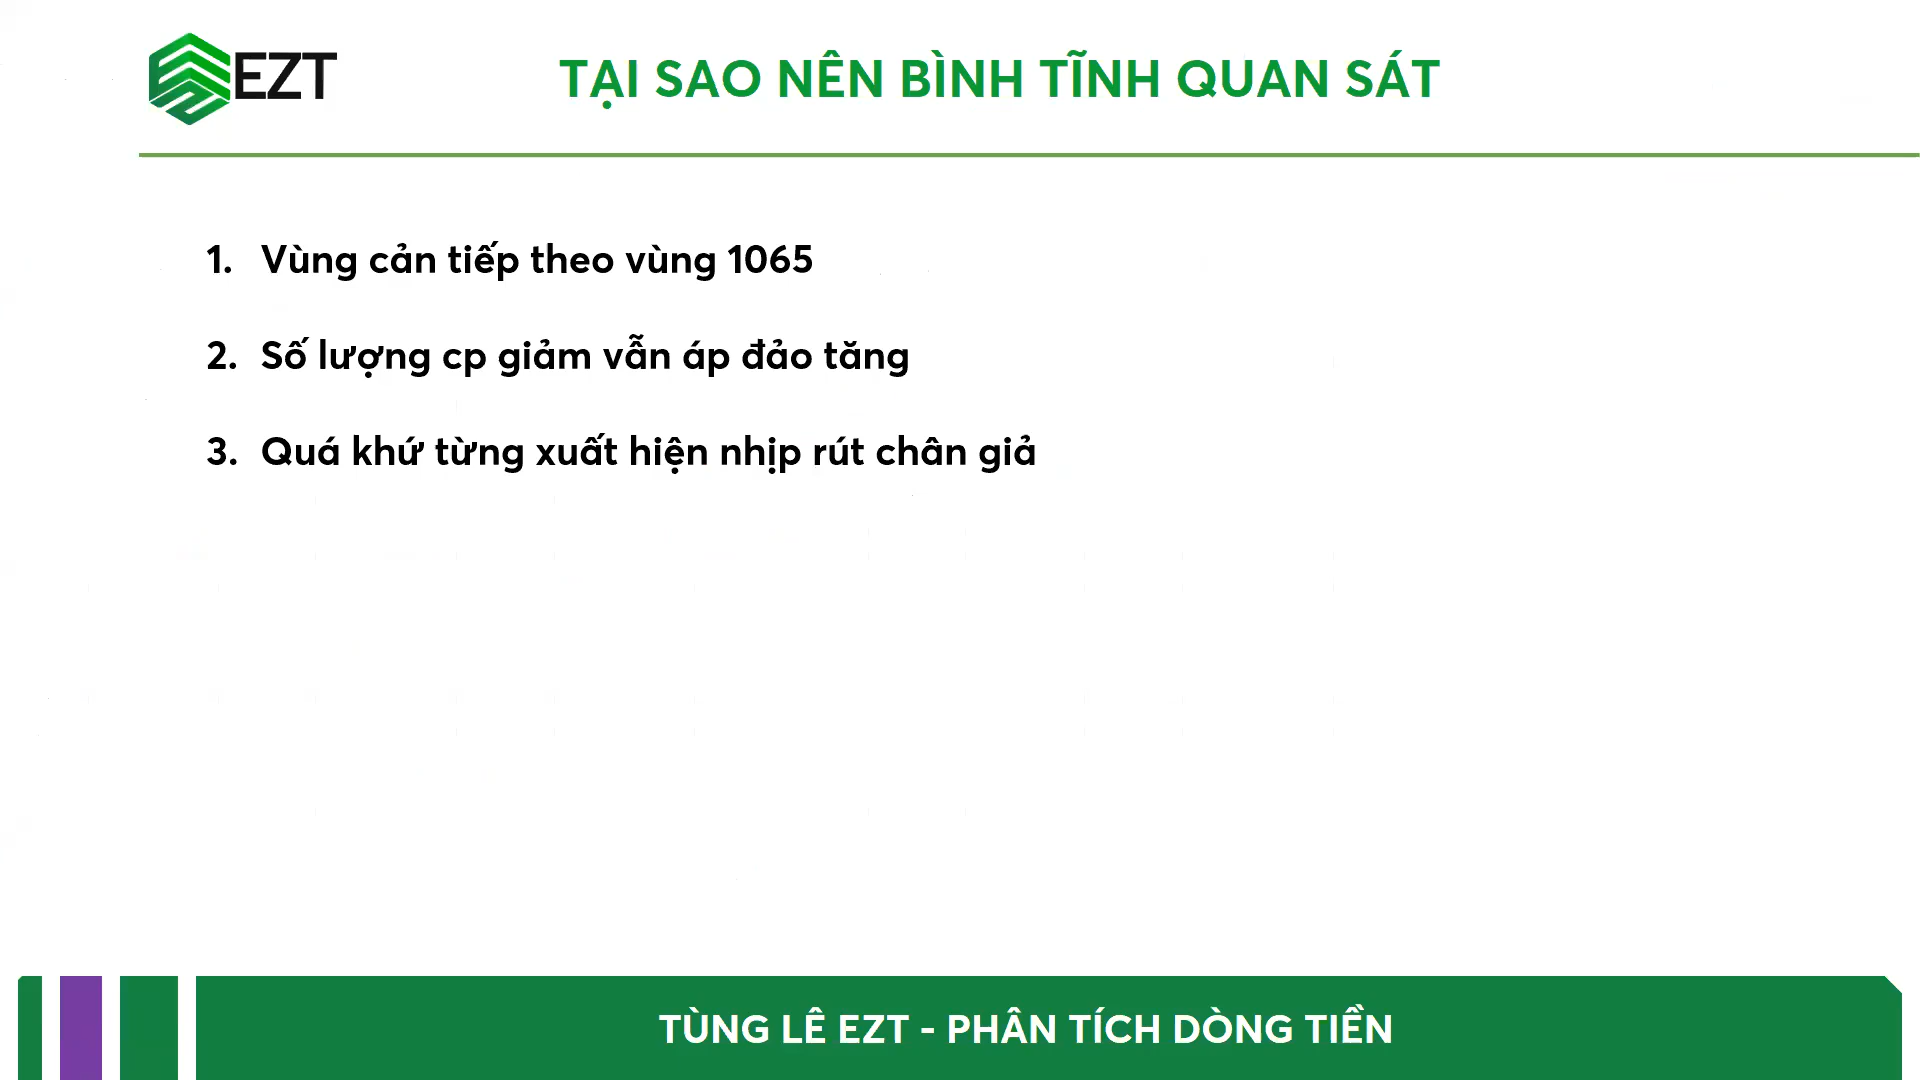 EZT
TẠI SAO NÊN BÌNH TĨNH QUAN SÁT
1. Vùng cản tiếp theo vùng 1065
2. Số lượng cp giảm vẫn áp đảo tăng
3. Quá khứ từng xuất hiện nhịp rút chân giả
TÙNG LÊ EZT - PHÂN TÍCH DÒNG TIỀN